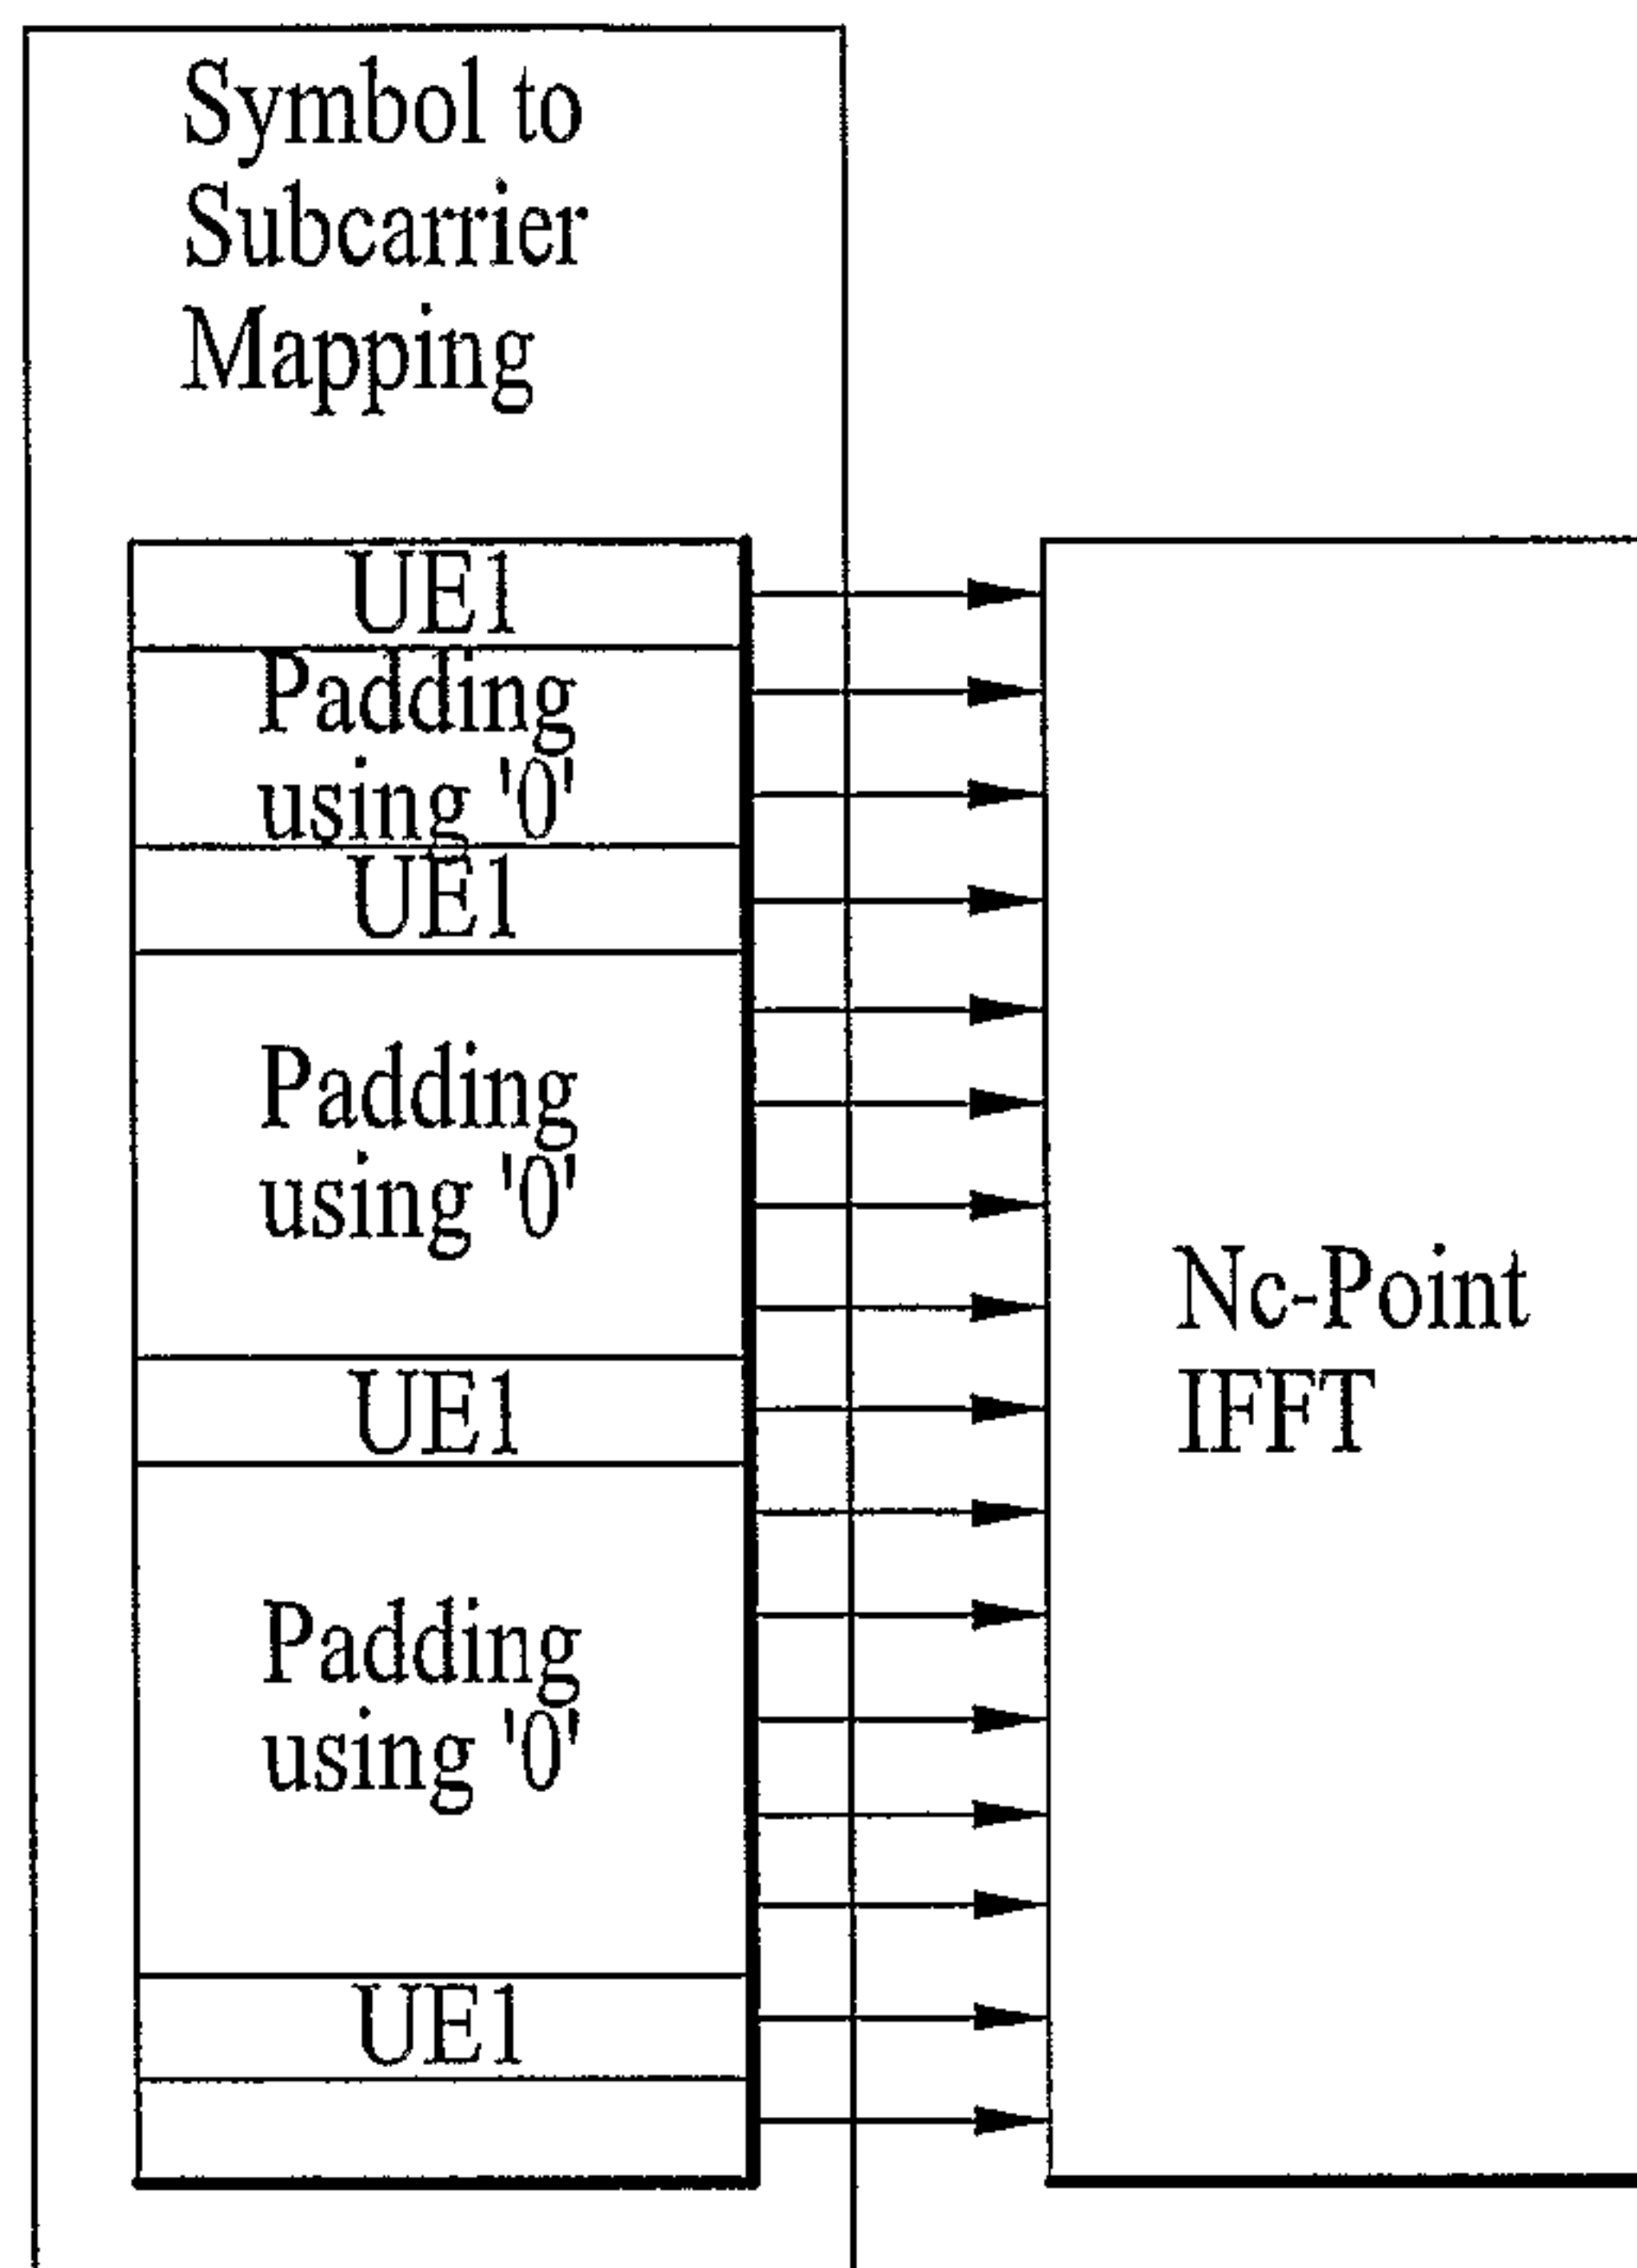 Symbol to
Subcarrier
Mapping
UE1
Padding
using '0'
UE1
Padding
using '0'
UE1
Padding
using '0'
UE1
Nc-Point
IFFT